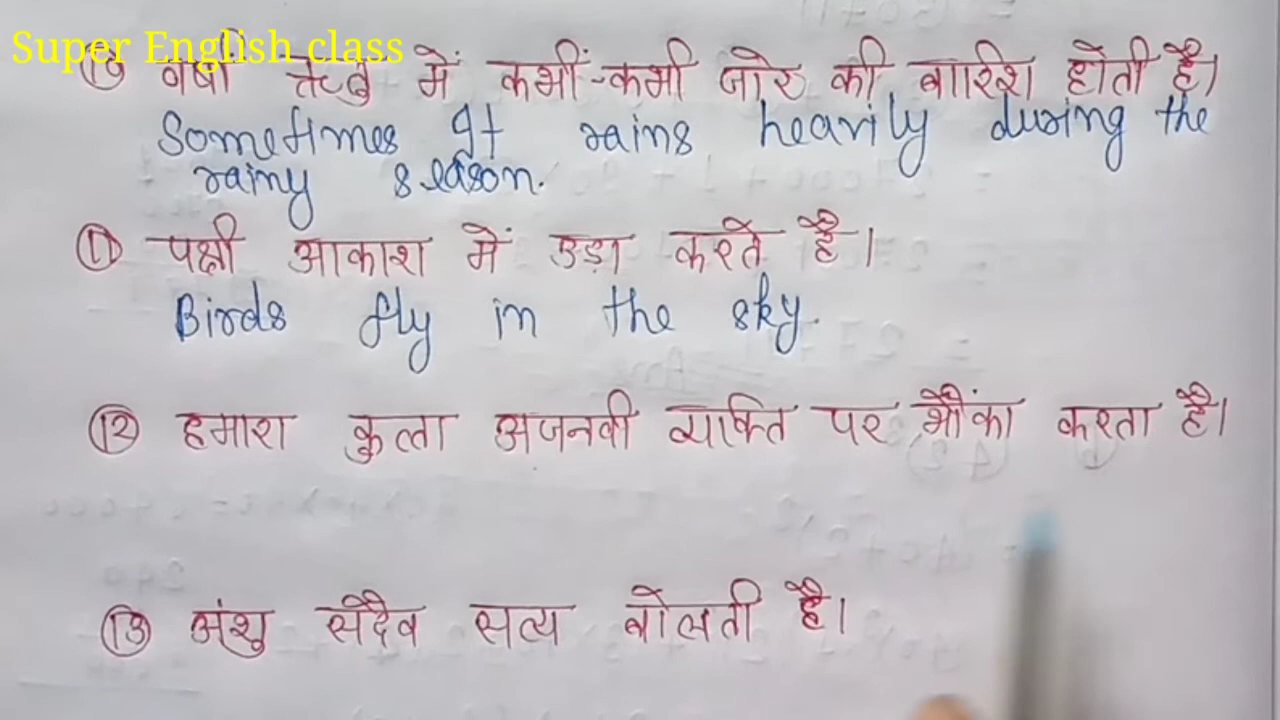 Super English class
(10) वर्षा ऋतु में कभी-कभी जोर की बारिश होती है।
Sometimes It rains heavily during the
rainy season.
(11) पक्षी आकाश में उड़ा करते है।
Birds fly in the sky.
(12) हमारा कुत्ता अजनवी व्यक्ति पर भौंका करता है।
(13) अंशु सदैव सत्य बोलती है।